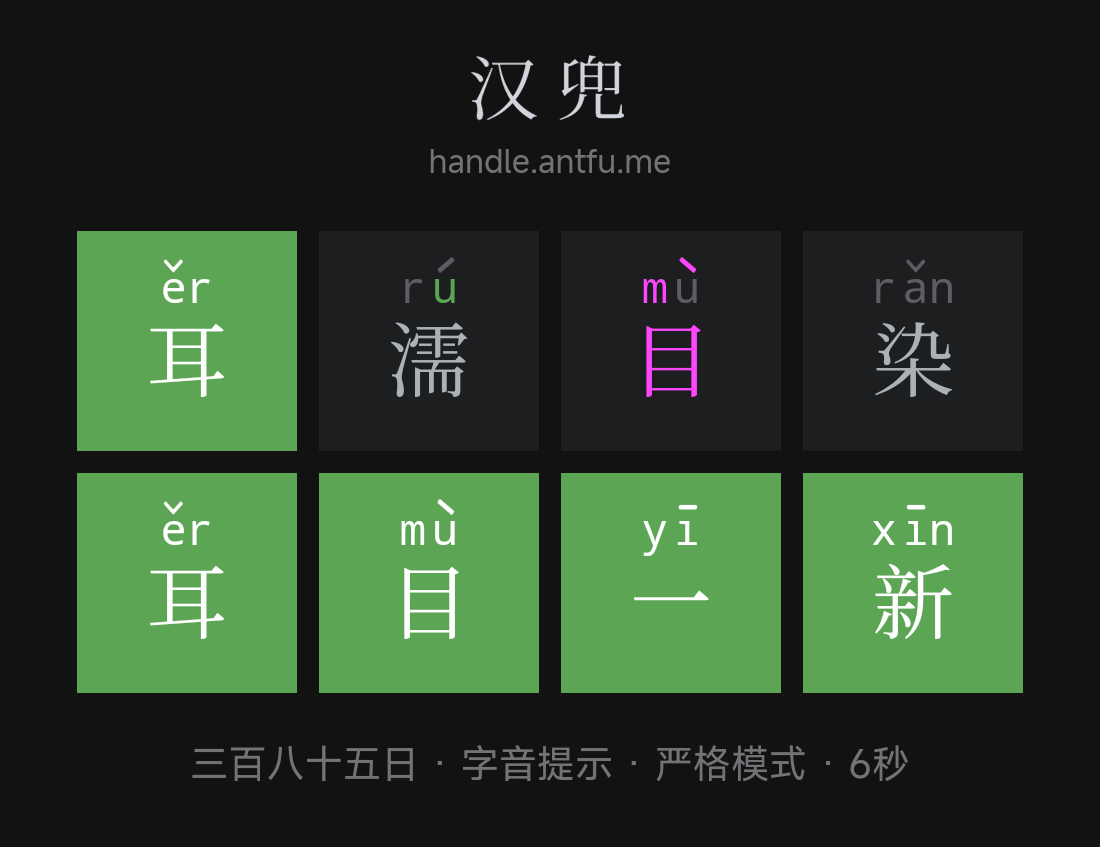 汉兜
handle.antfu.me
ěr rú mù rǎn
耳 濡 目 染
ěr mù yī xīn
耳 目 一 新
三百八十五日 · 字音提示 · 严格模式 · 6秒